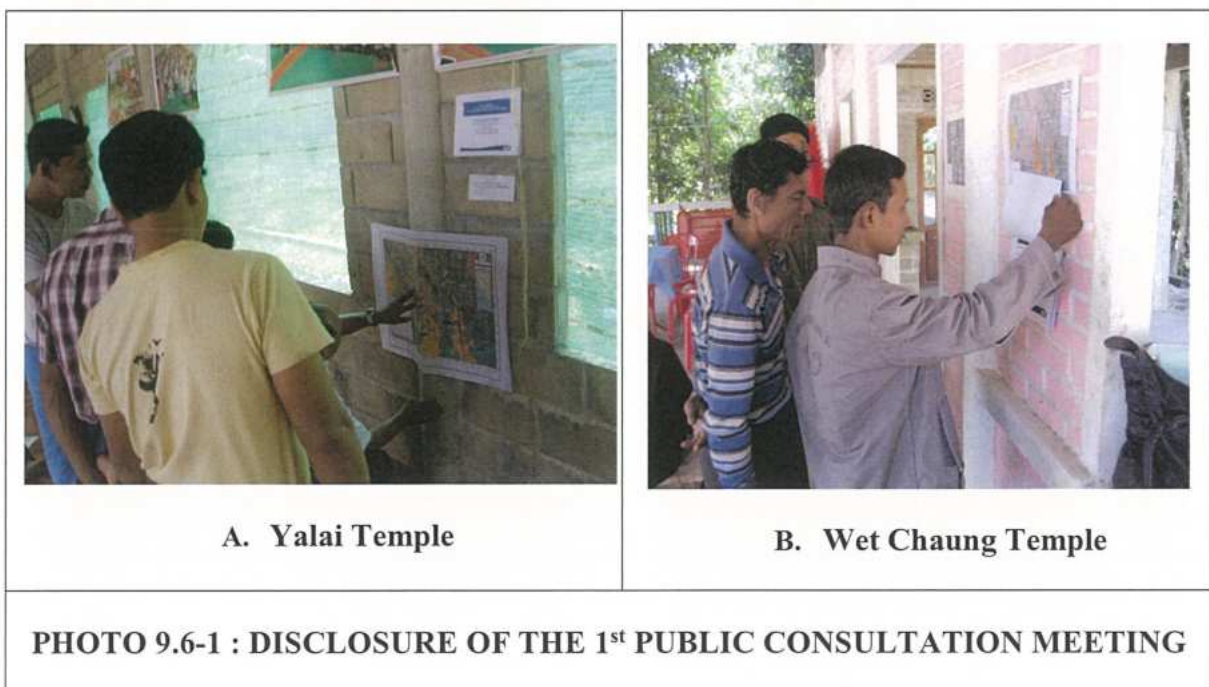 A. Yalai Temple
B. Wet Chaung Temple
PHOTO 9.6-1 : DISCLOSURE OF THE 1st PUBLIC CONSULTATION MEETING